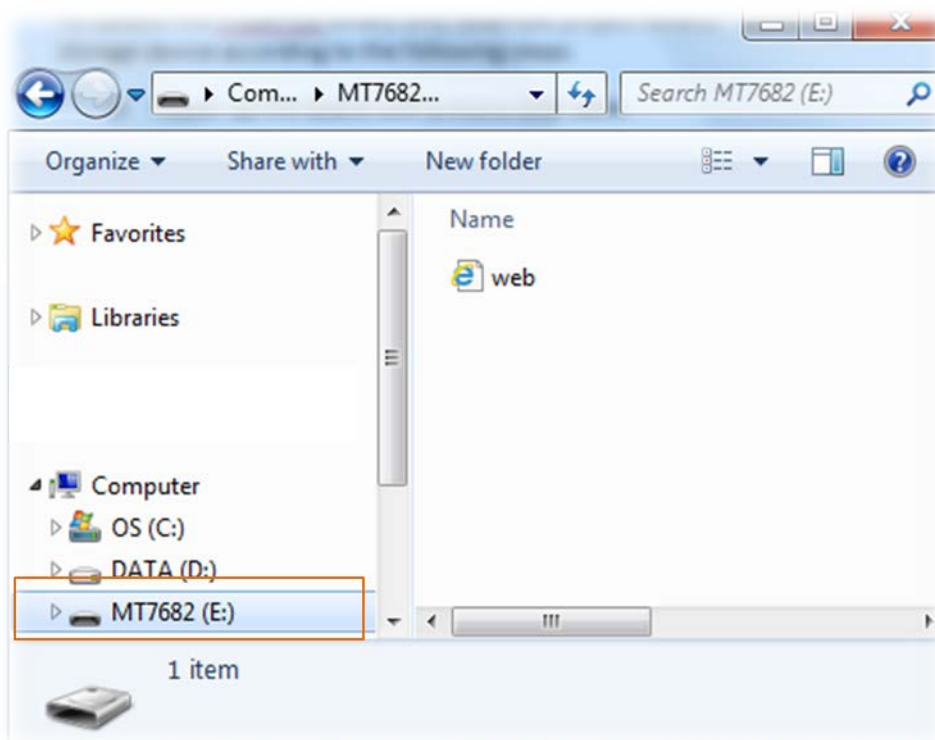 Com... MT7682... Search MT7682 (E:)
Organize Share with New folder
Favorites
Libraries
Computer
OS (C:)
DATA (D:)
MT7682 (E:)
Name
web
1 item